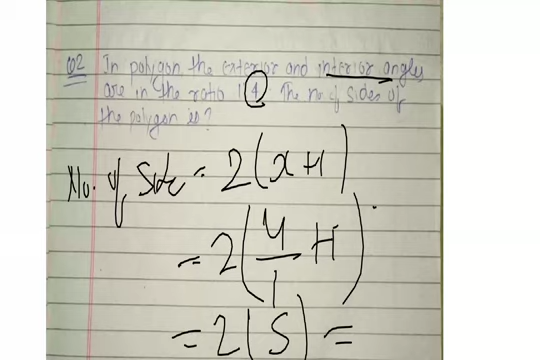 Q2 In polygon the exterior and interior angles
are in the ratio 1:4. The no. of sides of
the polygon is?
No. of Side = 2(x+1)
= 2(4/1 +1)
= 2(5) =